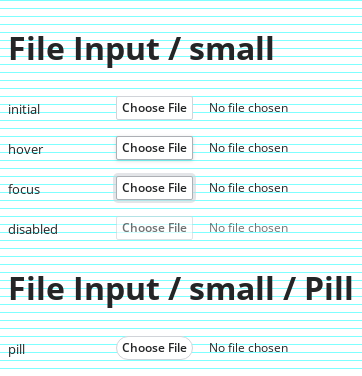 File Input / small
initial Choose File No file chosen
hover Choose File No file chosen
focus Choose File No file chosen
disabled Choose File No file chosen
File Input / small / Pill
pill Choose File No file chosen